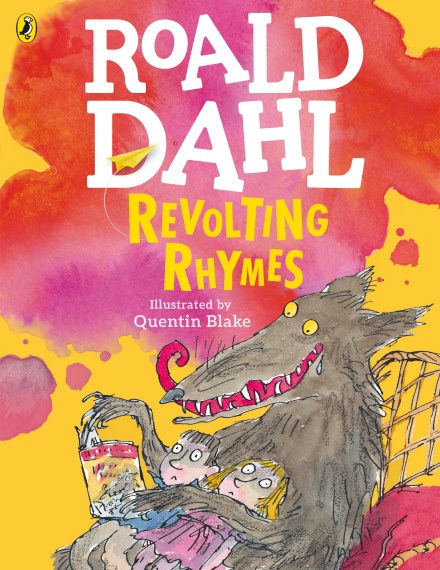 ROALD
DAHL
REVOLTING
RHYMES
Illustrated by
Quentin Blake